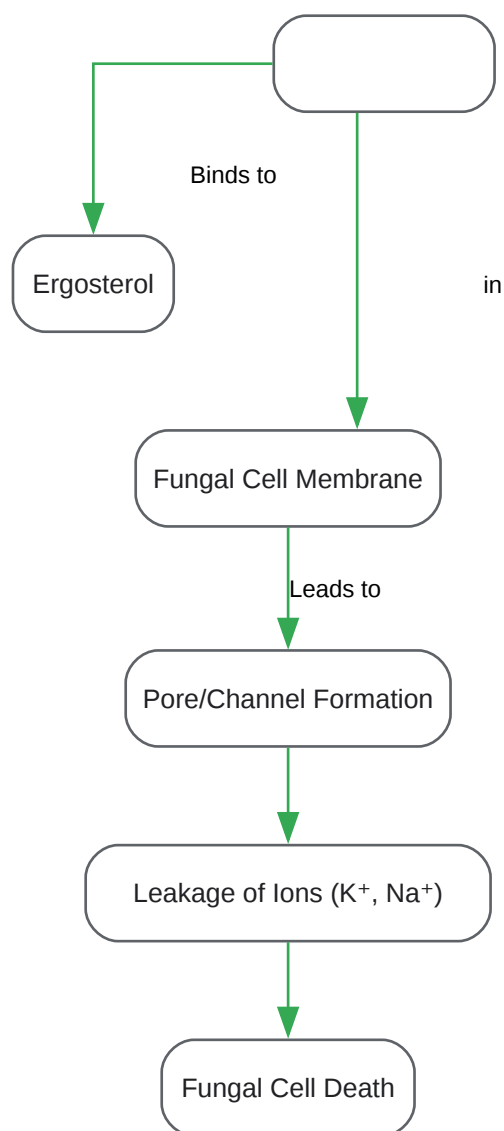 Binds to
Ergosterol
in
Fungal Cell Membrane
Leads to
Pore/Channel Formation
Leakage of Ions (K⁺, Na⁺)
Fungal Cell Death